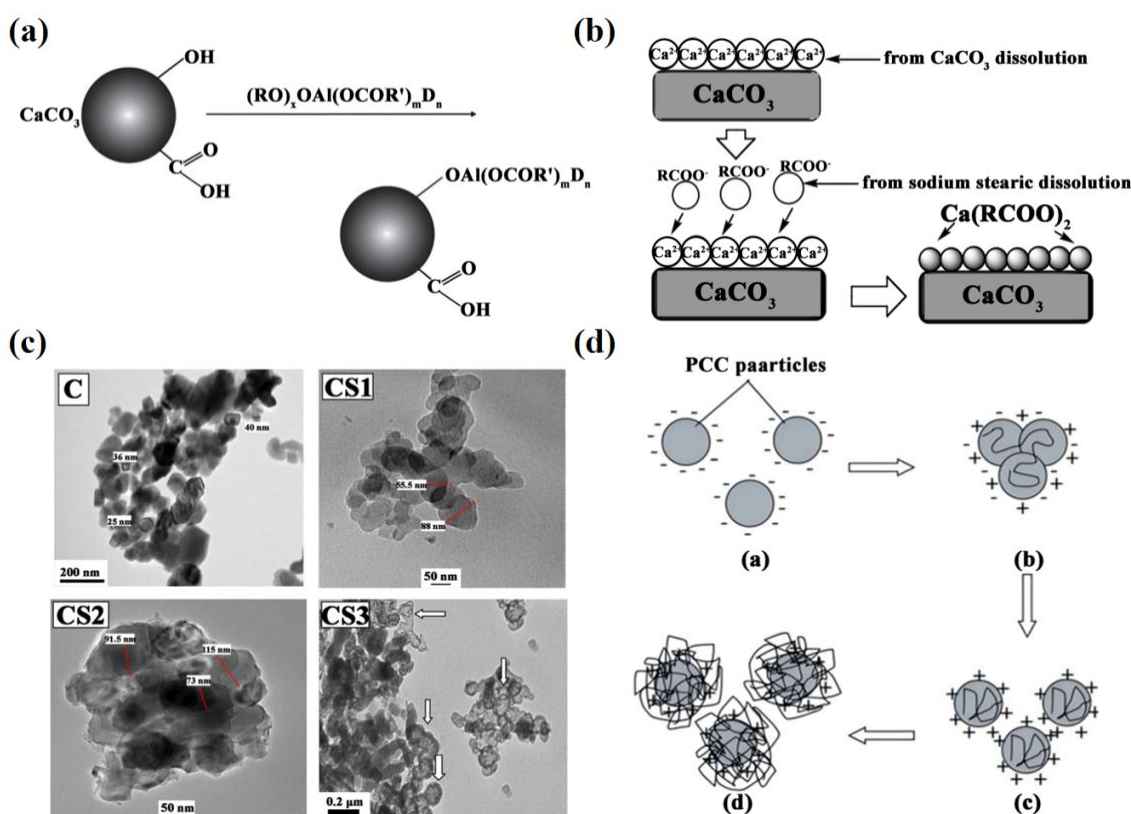 (a)
OH
CaCO3
C
O
OH
(RO)xOAl(OCOR')mDn
OAl(OCOR')mDn
C
O
OH
(b)
Ca2+ Ca2+ Ca2+ Ca2+ Ca2+ Ca2+
from CaCO3 dissolution
CaCO3
RCOO- RCOO- RCOO-
from sodium stearic dissolution
Ca2+ Ca2+ Ca2+ Ca2+ Ca2+ Ca2+
CaCO3
Ca(RCOO)2
CaCO3
(c)
C
40 nm
36 nm
25 nm
200 nm
CS1
55.5 nm
88 nm
50 nm
CS2
91.5 nm
115 nm
73 nm
50 nm
CS3
0.2 μm
(d)
PCC paarticles
(a)
(b)
(c)
(d)